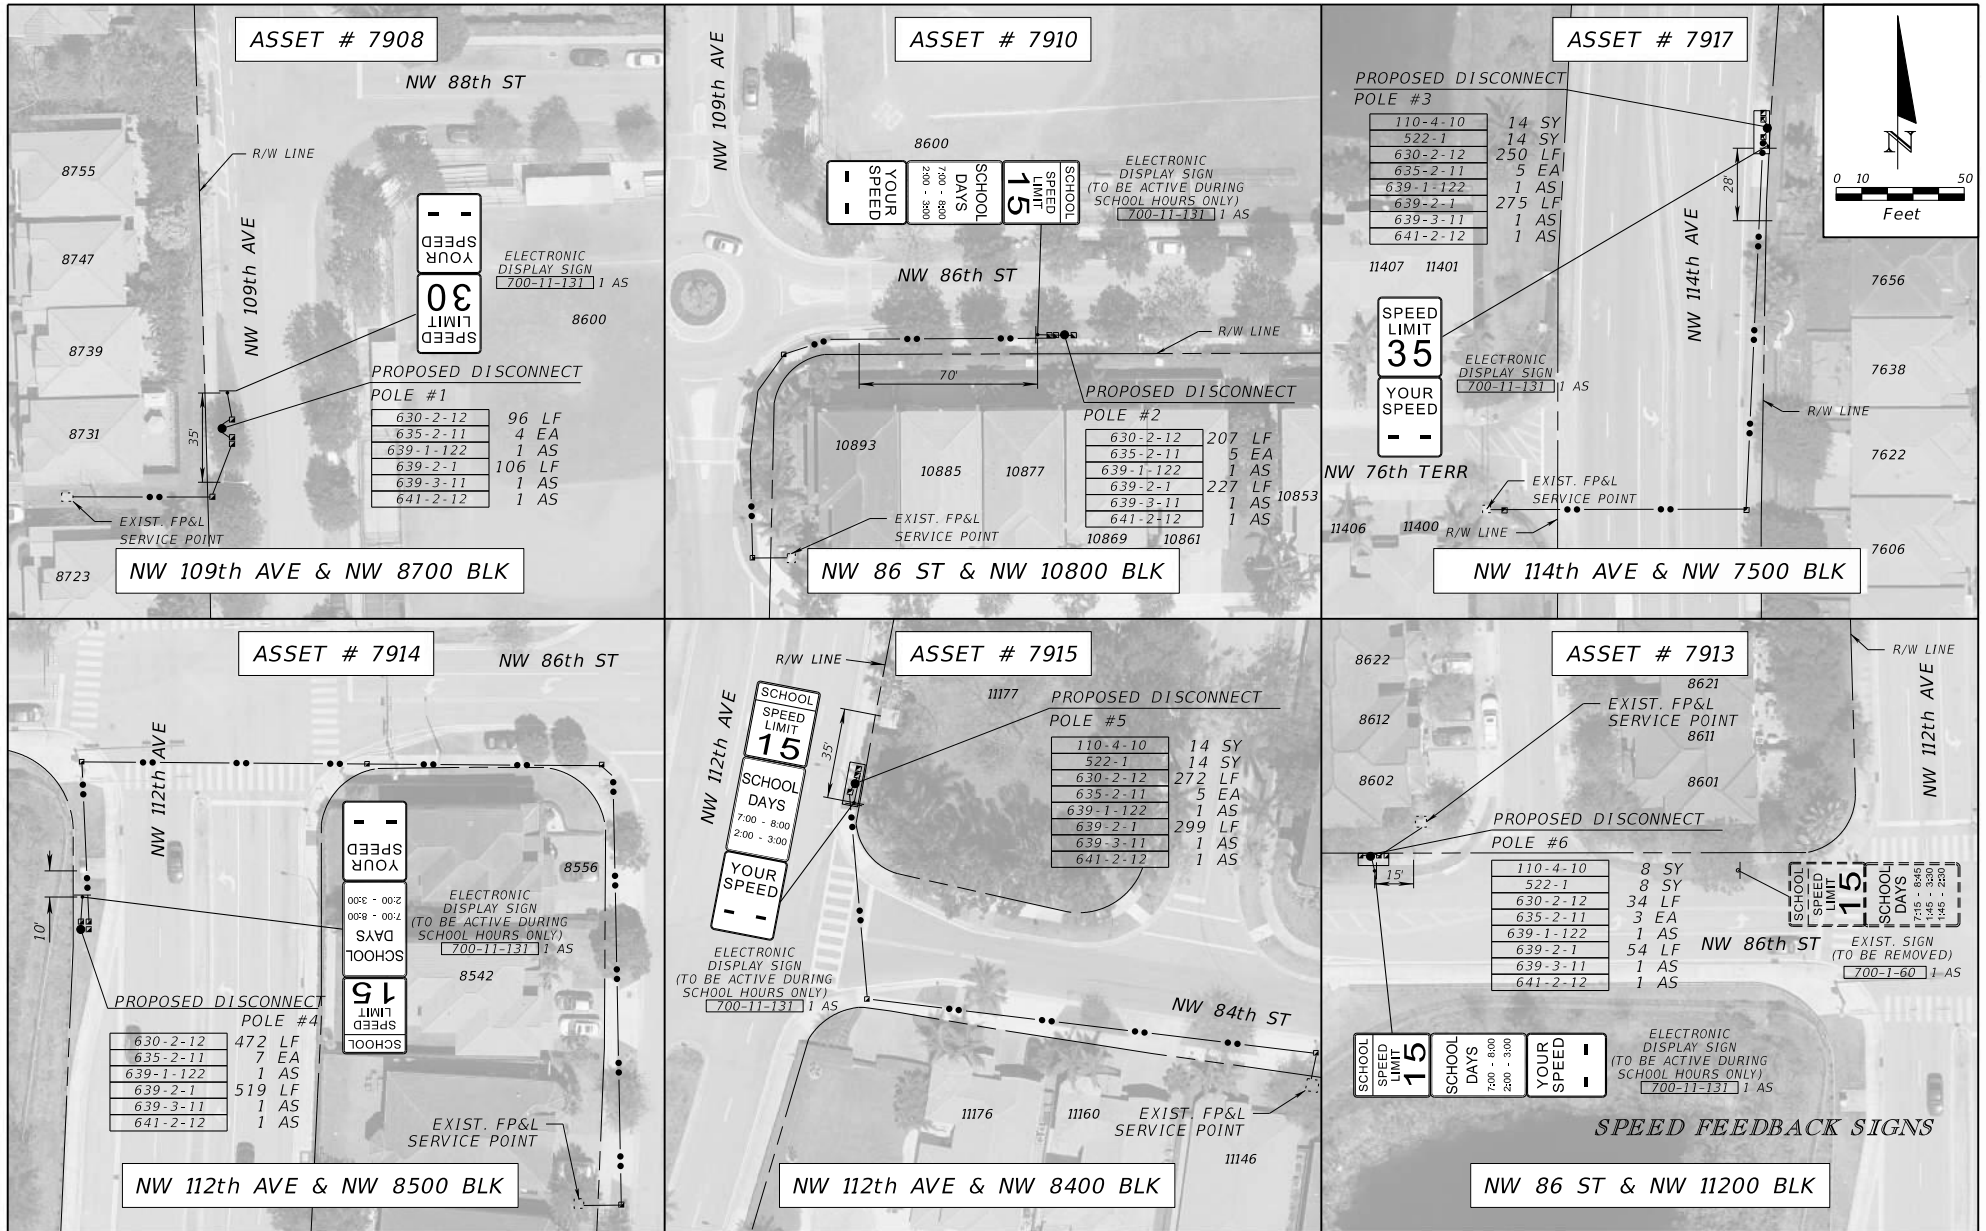 ASSET # 7908
NW 88th ST
8755
R/W LINE
8747
NW 109th AVE
YOUR
SPEED
- -
SPEED
LIMIT
30
ELECTRONIC
DISPLAY SIGN
700-11-131 1 AS
8600
8739
PROPOSED DISCONNECT
POLE #1
630-2-12 96 LF
635-2-11 4 EA
639-1-122 1 AS
639-2-1 106 LF
639-3-11 1 AS
641-2-12 1 AS
8731
35'
EXIST. FP&L
SERVICE POINT
8723
NW 109th AVE & NW 8700 BLK
ASSET # 7910
NW 109th AVE
8600
SCHOOL
SPEED
LIMIT
15
SCHOOL
DAYS
7:00 - 8:00
2:00 - 3:00
YOUR
SPEED
- -
ELECTRONIC
DISPLAY SIGN
(TO BE ACTIVE DURING
SCHOOL HOURS ONLY)
700-11-131 1 AS
NW 86th ST
R/W LINE
70'
PROPOSED DISCONNECT
POLE #2
630-2-12 207 LF
635-2-11 5 EA
639-1-122 1 AS
639-2-1 227 LF
639-3-11 1 AS
641-2-12 1 AS
10893
10885
10877
10853
10869
10861
EXIST. FP&L
SERVICE POINT
NW 86 ST & NW 10800 BLK
ASSET # 7917
PROPOSED DISCONNECT
POLE #3
110-4-10 14 SY
522-1 14 SY
630-2-12 250 LF
635-2-11 5 EA
639-1-122 1 AS
639-2-1 275 LF
639-3-11 1 AS
641-2-12 1 AS
28'
NW 114th AVE
N
0 10 50
Feet
11407 11401
7656
SPEED
LIMIT
35
YOUR
SPEED
- -
ELECTRONIC
DISPLAY SIGN
700-11-131 1 AS
7638
R/W LINE
7622
NW 76th TERR
EXIST. FP&L
SERVICE POINT
11406
11400
R/W LINE
7606
NW 114th AVE & NW 7500 BLK
ASSET # 7914
NW 86th ST
NW 112th AVE
YOUR
SPEED
- -
SCHOOL
DAYS
7:00 - 8:00
2:00 - 3:00
SCHOOL
SPEED
LIMIT
15
8556
ELECTRONIC
DISPLAY SIGN
(TO BE ACTIVE DURING
SCHOOL HOURS ONLY)
700-11-131 1 AS
8542
10'
PROPOSED DISCONNECT
POLE #4
630-2-12 472 LF
635-2-11 7 EA
639-1-122 1 AS
639-2-1 519 LF
639-3-11 1 AS
641-2-12 1 AS
EXIST. FP&L
SERVICE POINT
NW 112th AVE & NW 8500 BLK
ASSET # 7915
R/W LINE
NW 112th AVE
SCHOOL
SPEED
LIMIT
15
SCHOOL
DAYS
7:00 - 8:00
2:00 - 3:00
YOUR
SPEED
- -
35'
11177
PROPOSED DISCONNECT
POLE #5
110-4-10 14 SY
522-1 14 SY
630-2-12 272 LF
635-2-11 5 EA
639-1-122 1 AS
639-2-1 299 LF
639-3-11 1 AS
641-2-12 1 AS
ELECTRONIC
DISPLAY SIGN
(TO BE ACTIVE DURING
SCHOOL HOURS ONLY)
700-11-131 1 AS
NW 84th ST
11176
11160
EXIST. FP&L
SERVICE POINT
11146
NW 112th AVE & NW 8400 BLK
ASSET # 7913
R/W LINE
8622
8621
EXIST. FP&L
SERVICE POINT
8612
8611
NW 112th AVE
8602
8601
PROPOSED DISCONNECT
POLE #6
110-4-10 8 SY
522-1 8 SY
630-2-12 34 LF
635-2-11 3 EA
639-1-122 1 AS
639-2-1 54 LF
639-3-11 1 AS
641-2-12 1 AS
15'
SCHOOL
SPEED
LIMIT
15
SCHOOL
DAYS
7:15 - 8:45
1:45 - 3:30
1:45 - 2:30
NW 86th ST
EXIST. SIGN
(TO BE REMOVED)
700-1-60 1 AS
SCHOOL
SPEED
LIMIT
15
SCHOOL
DAYS
7:00 - 8:00
2:00 - 3:00
YOUR
SPEED
- -
ELECTRONIC
DISPLAY SIGN
(TO BE ACTIVE DURING
SCHOOL HOURS ONLY)
700-11-131 1 AS
SPEED FEEDBACK SIGNS
NW 86 ST & NW 11200 BLK